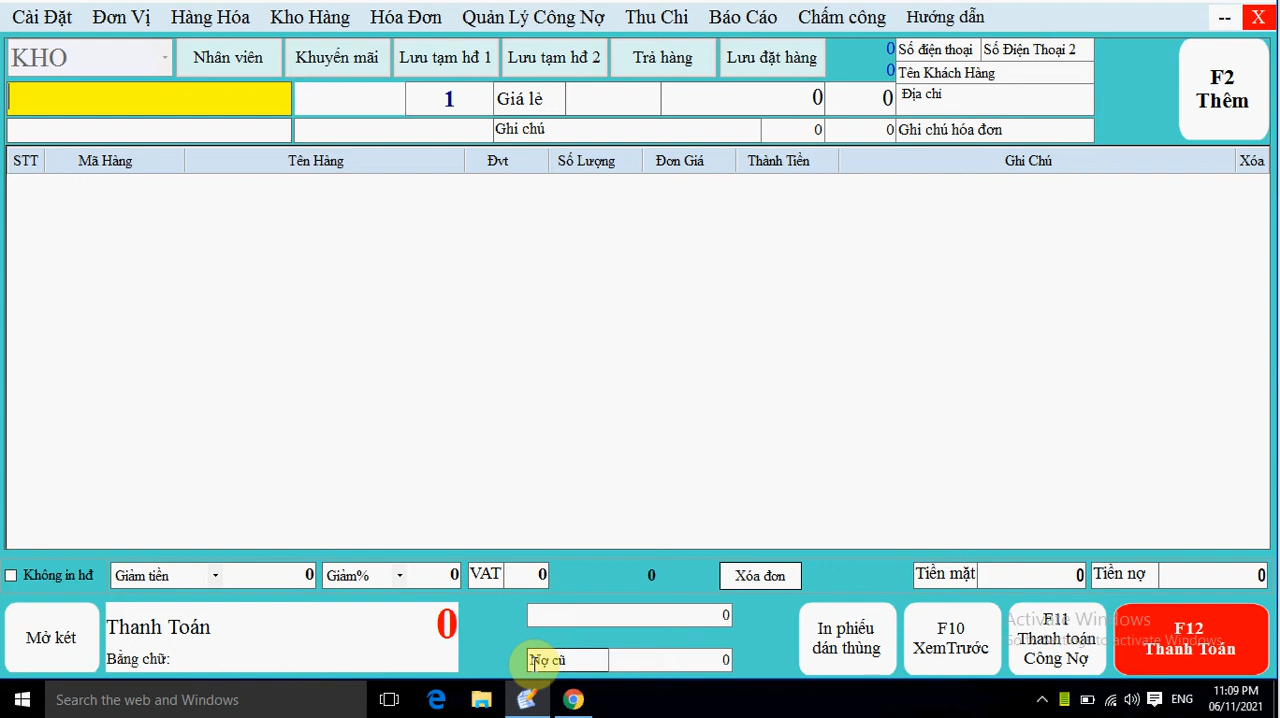 Cài Đặt Đơn Vị Hàng Hóa Kho Hàng Hóa Đơn Quản Lý Công Nợ Thu Chi Báo Cáo Chấm công Hướng dẫn -- X
KHO Nhân viên Khuyến mãi Lưu tạm hđ 1 Lưu tạm hđ 2 Trả hàng Lưu đặt hàng 0 Số điện thoại Số Điện Thoại 2
0 Tên Khách Hàng
F2
Thêm
1 Giá lẻ 0 0 Địa chỉ
Ghi chú 0 0 Ghi chú hóa đơn
STT Mã Hàng Tên Hàng Đvt Số Lượng Đơn Giá Thành Tiền Ghi Chú Xóa
Không in hđ Giảm tiền 0 Giảm% 0 VAT 0 0 Xóa đơn Tiền mặt 0 Tiền nợ 0
Mở két
Thanh Toán 0
Bằng chữ:
0
Nợ cũ 0
In phiếu
dán thùng
F10
XemTrước
F11
Thanh toán
Công Nợ
F12
Thanh Toán
Activate Windows
Go to Settings to activate Windows.
Search the web and Windows
ENG
11:09 PM
06/11/2021